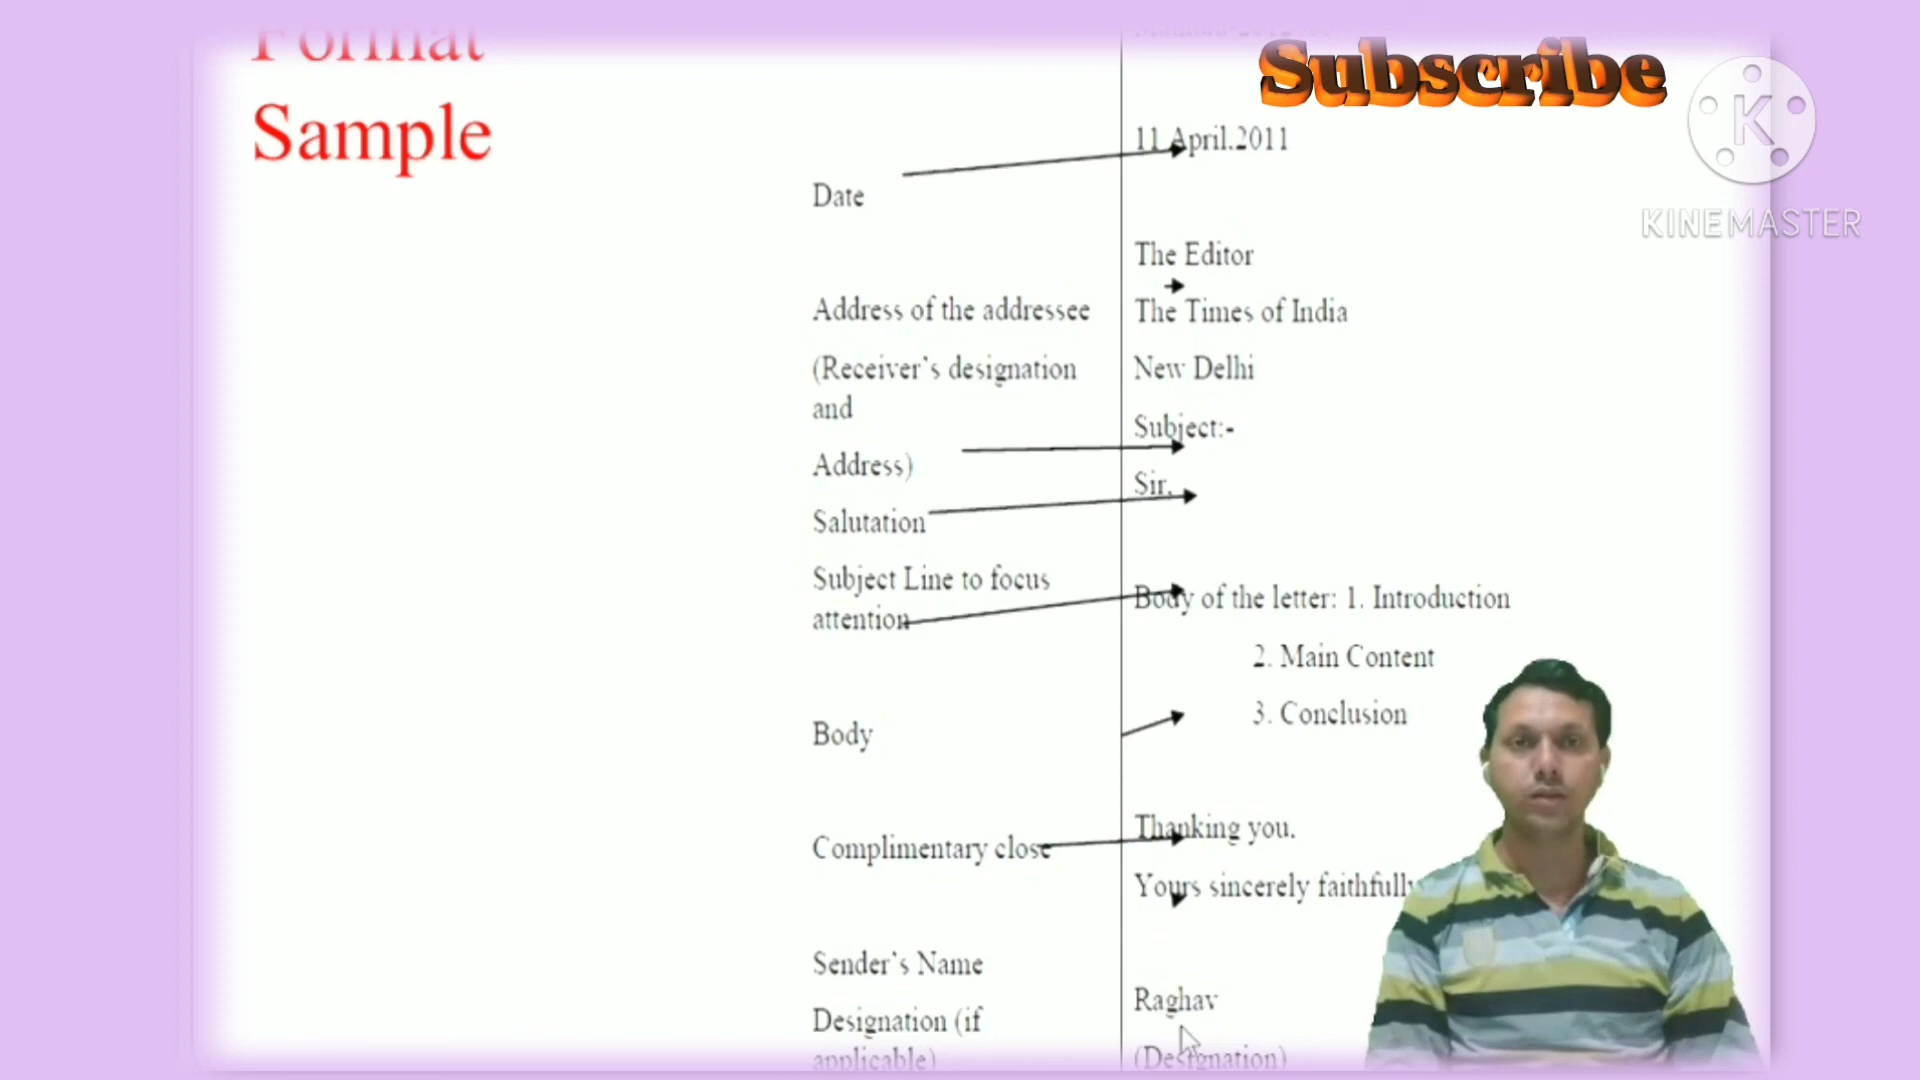 Format
Sample
Subscribe
K
KINEMASTER
11 April.2011
Date
The Editor
Address of the addressee
The Times of India
(Receiver's designation
and
New Delhi
Subject:-
Address)
Sir,
Salutation
Subject Line to focus
attention
Body of the letter: 1. Introduction
2. Main Content
3. Conclusion
Body
Thanking you.
Complimentary close
Yours sincerely faithfully
Sender's Name
Raghav
Designation (if
applicable)
(Designation)